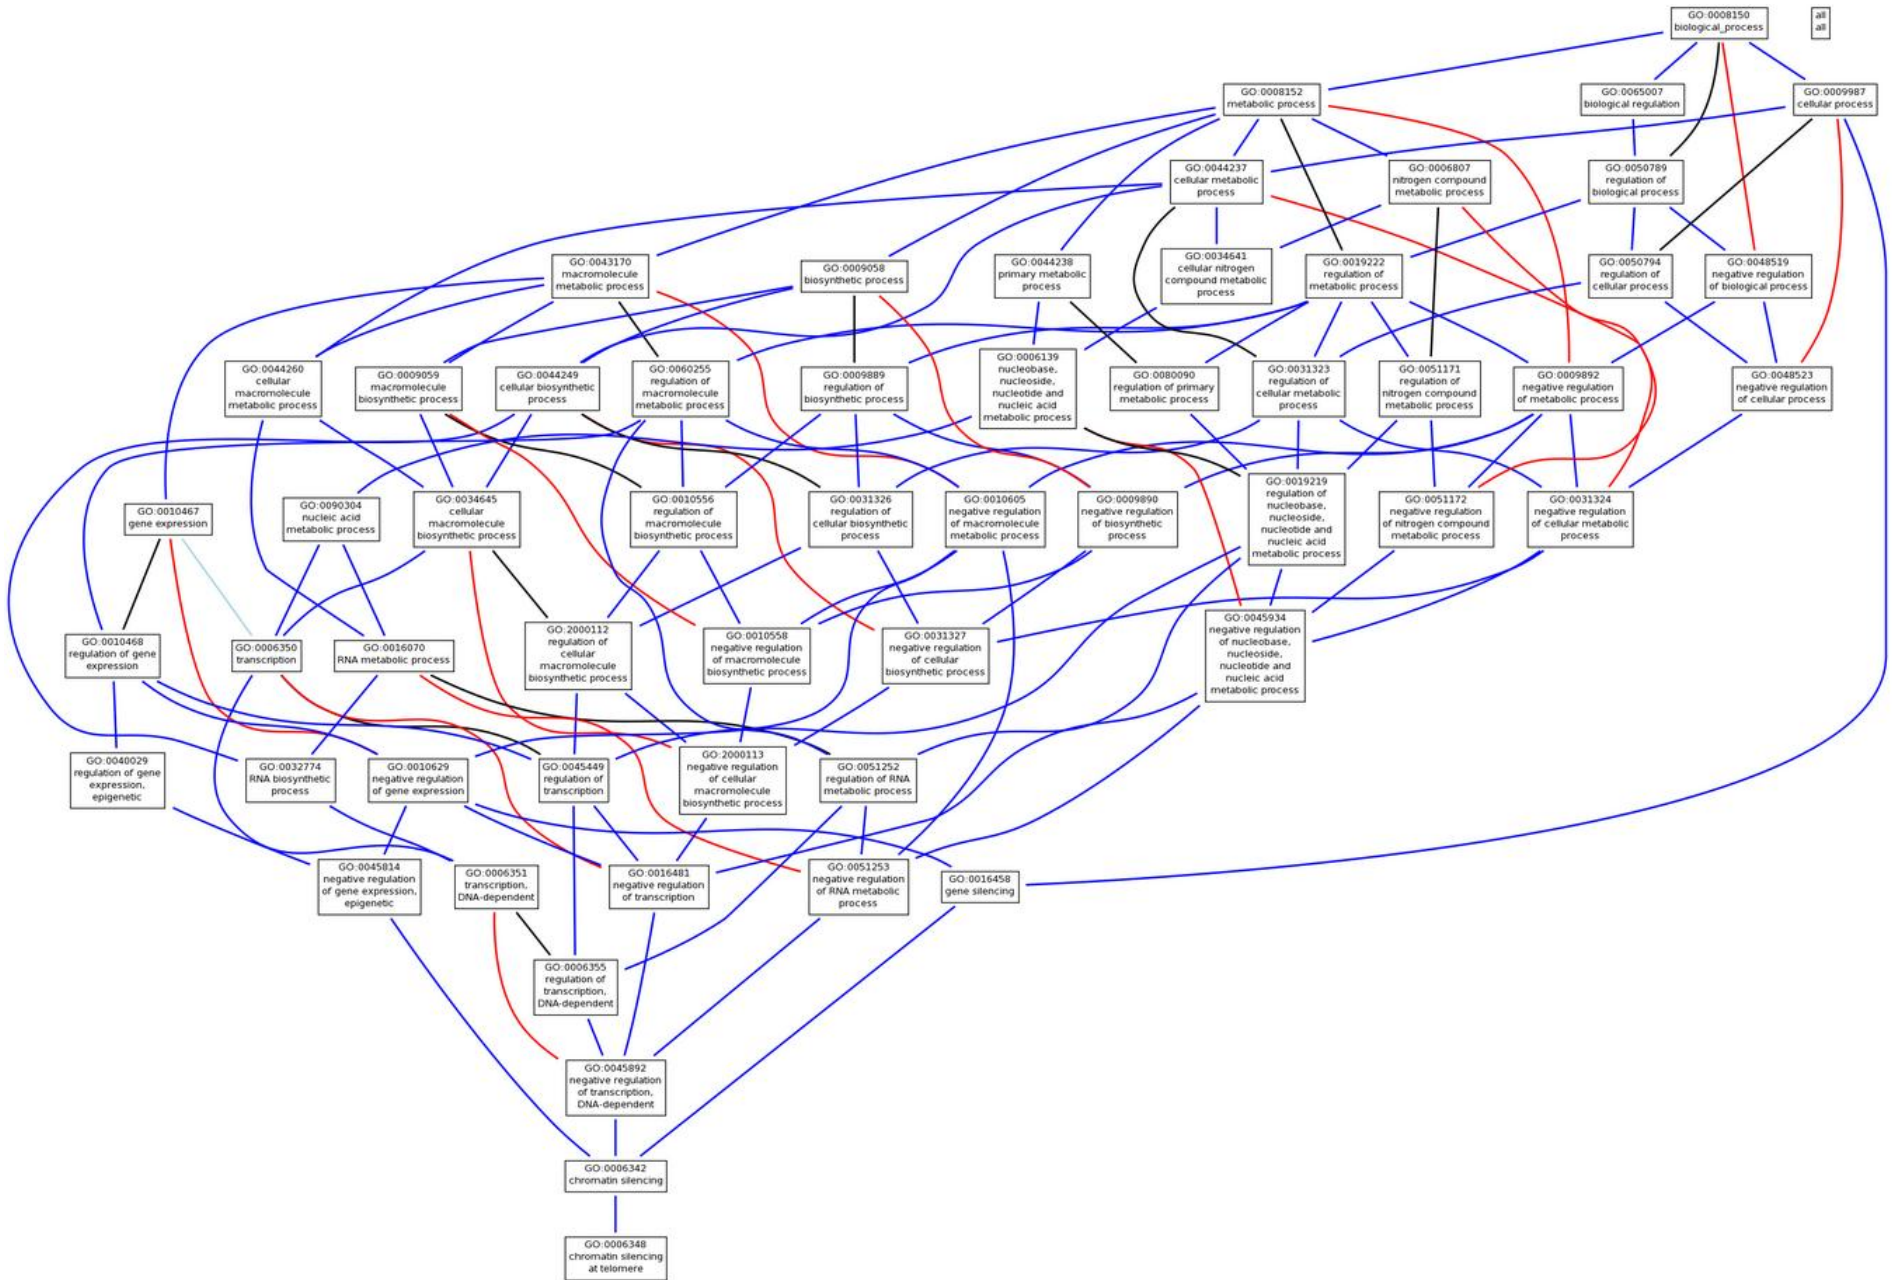 GO:0008150
biological_process
all
all
GO:0008152
metabolic process
GO:0065007
biological regulation
GO:0009987
cellular process
GO:0044237
cellular metabolic
process
GO:0006807
nitrogen compound
metabolic process
GO:0050789
regulation of
biological process
GO:0043170
macromolecule
metabolic process
GO:0009058
biosynthetic process
GO:0044238
primary metabolic
process
GO:0034641
cellular nitrogen
compound metabolic
process
GO:0019222
regulation of
metabolic process
GO:0050794
regulation of
cellular process
GO:0048519
negative regulation
of biological process
GO:0044260
cellular
macromolecule
metabolic process
GO:0009059
macromolecule
biosynthetic process
GO:0044249
cellular biosynthetic
process
GO:0060255
regulation of
macromolecule
metabolic process
GO:0009889
regulation of
biosynthetic process
GO:0006139
nucleobase,
nucleoside,
nucleotide and
nucleic acid
metabolic process
GO:0080090
regulation of primary
metabolic process
GO:0031323
regulation of
cellular metabolic
process
GO:0051171
regulation of
nitrogen compound
metabolic process
GO:0009892
negative regulation
of metabolic process
GO:0048523
negative regulation
of cellular process
GO:0010467
gene expression
GO:0090304
nucleic acid
metabolic process
GO:0034645
cellular
macromolecule
biosynthetic process
GO:0010556
regulation of
macromolecule
biosynthetic process
GO:0031326
regulation of
cellular biosynthetic
process
GO:0010605
negative regulation
of macromolecule
metabolic process
GO:0009890
negative regulation
of biosynthetic
process
GO:0019219
regulation of
nucleobase,
nucleoside,
nucleotide and
nucleic acid
metabolic process
GO:0051172
negative regulation
of nitrogen compound
metabolic process
GO:0031324
negative regulation
of cellular metabolic
process
GO:0010468
regulation of gene
expression
GO:0006350
transcription
GO:0016070
RNA metabolic process
GO:2000112
regulation of
cellular
macromolecule
biosynthetic process
GO:0010558
negative regulation
of macromolecule
biosynthetic process
GO:0031327
negative regulation
of cellular
biosynthetic process
GO:0045934
negative regulation
of nucleobase,
nucleoside,
nucleotide and
nucleic acid
metabolic process
GO:0040029
regulation of gene
expression,
epigenetic
GO:0032774
RNA biosynthetic
process
GO:0010629
negative regulation
of gene expression
GO:0045449
regulation of
transcription
GO:2000113
negative regulation
of cellular
macromolecule
biosynthetic process
GO:0051252
regulation of RNA
metabolic process
GO:0045814
negative regulation
of gene expression,
epigenetic
GO:0006351
transcription,
DNA-dependent
GO:0016481
negative regulation
of transcription
GO:0051253
negative regulation
of RNA metabolic
process
GO:0016458
gene silencing
GO:0006355
regulation of
transcription,
DNA-dependent
GO:0045892
negative regulation
of transcription,
DNA-dependent
GO:0006342
chromatin silencing
GO:0006348
chromatin silencing
at telomere